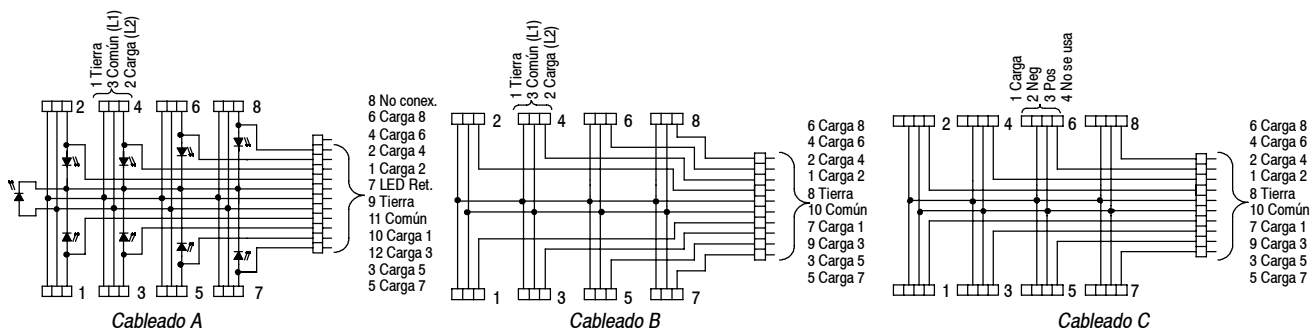 1 Tierra
3 Común (L1)
2 Carga (L2)
2
4
6
8
8 No conex.
6 Carga 8
4 Carga 6
2 Carga 4
1 Carga 2
7 LED Ret.
9 Tierra
11 Común
10 Carga 1
12 Carga 3
3 Carga 5
5 Carga 7
1
3
5
7
Cableado A
1 Tierra
3 Común (L1)
2 Carga (L2)
2
4
6
8
6 Carga 8
4 Carga 6
2 Carga 4
1 Carga 2
8 Tierra
10 Común
7 Carga 1
9 Carga 3
3 Carga 5
5 Carga 7
1
3
5
7
Cableado B
1 Carga
2 Neg
3 Pos
4 No se usa
2
4
6
8
6 Carga 8
4 Carga 6
2 Carga 4
1 Carga 2
8 Tierra
10 Común
7 Carga 1
9 Carga 3
3 Carga 5
5 Carga 7
1
3
5
7
Cableado C